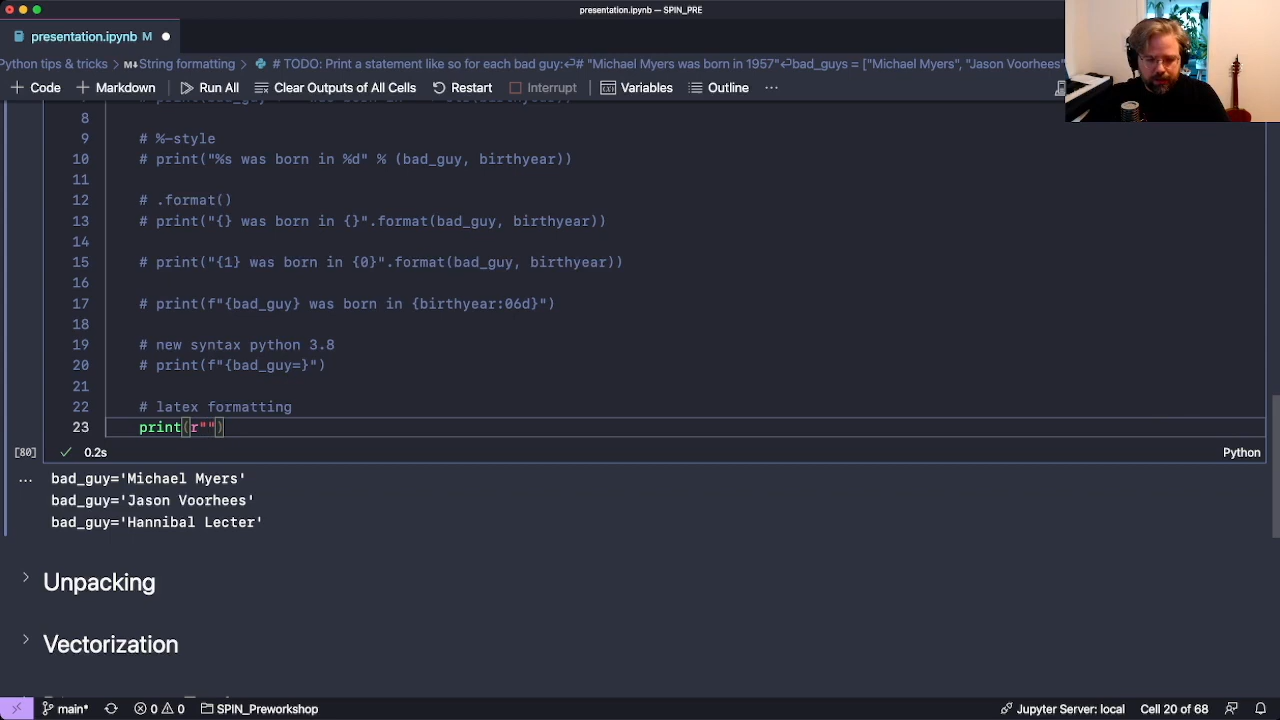 presentation.ipynb — SPIN_PRE
presentation.ipynb M
Python tips & tricks > M↓String formatting > # TODO: Print a statement like so for each bad guy:↵# "Michael Myers was born in 1957"↵bad_guys = ["Michael Myers", "Jason Voorhees"
+ Code + Markdown Run All Clear Outputs of All Cells Restart Interrupt Variables Outline ...
8
9 # %-style
10 # print("%s was born in %d" % (bad_guy, birthyear))
11
12 # .format()
13 # print("{} was born in {}".format(bad_guy, birthyear))
14
15 # print("{1} was born in {0}".format(bad_guy, birthyear))
16
17 # print(f"{bad_guy} was born in {birthyear:06d}")
18
19 # new syntax python 3.8
20 # print(f"{bad_guy=}")
21
22 # latex formatting
23 print(r"")
[80] ✓ 0.2s Python
... bad_guy='Michael Myers'
bad_guy='Jason Voorhees'
bad_guy='Hannibal Lecter'
Unpacking
Vectorization
main* 0 0 SPIN_Preworkshop Jupyter Server: local Cell 20 of 68